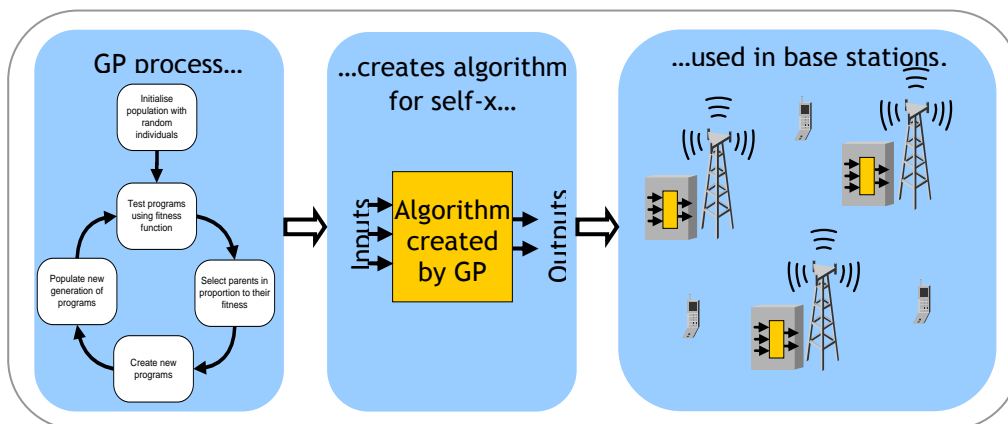 GP process…
Initialise
population with
random
individuals
Test programs
using fitness
function
Select parents in
proportion to their
fitness
Create new
programs
Populate new
generation of
programs
…creates algorithm
for self-x…
Inputs
Algorithm
created
by GP
Outputs
…used in base stations.